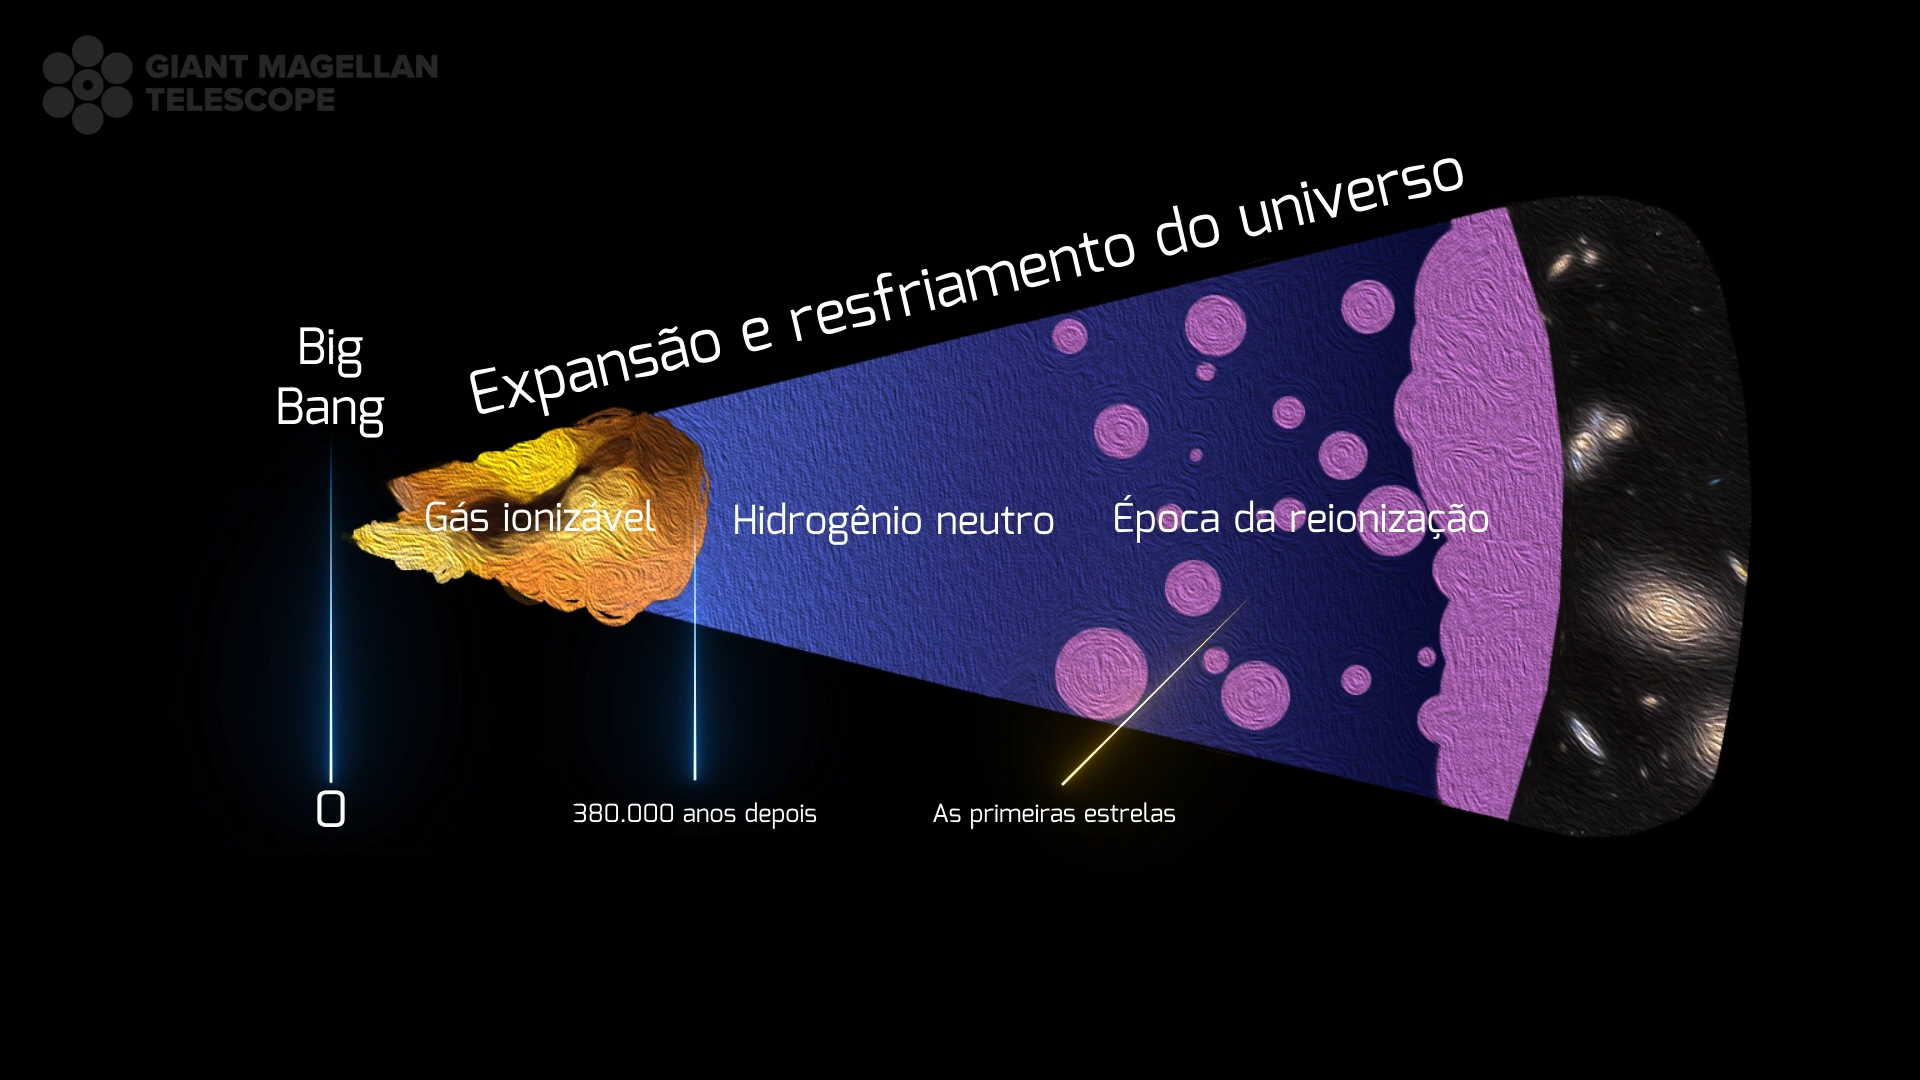 GIANT MAGELLAN
TELESCOPE
Expansão e resfriamento do universo
Big
Bang
Gás ionizável
Hidrogênio neutro
Época da reionização
0
380.000 anos depois
As primeiras estrelas